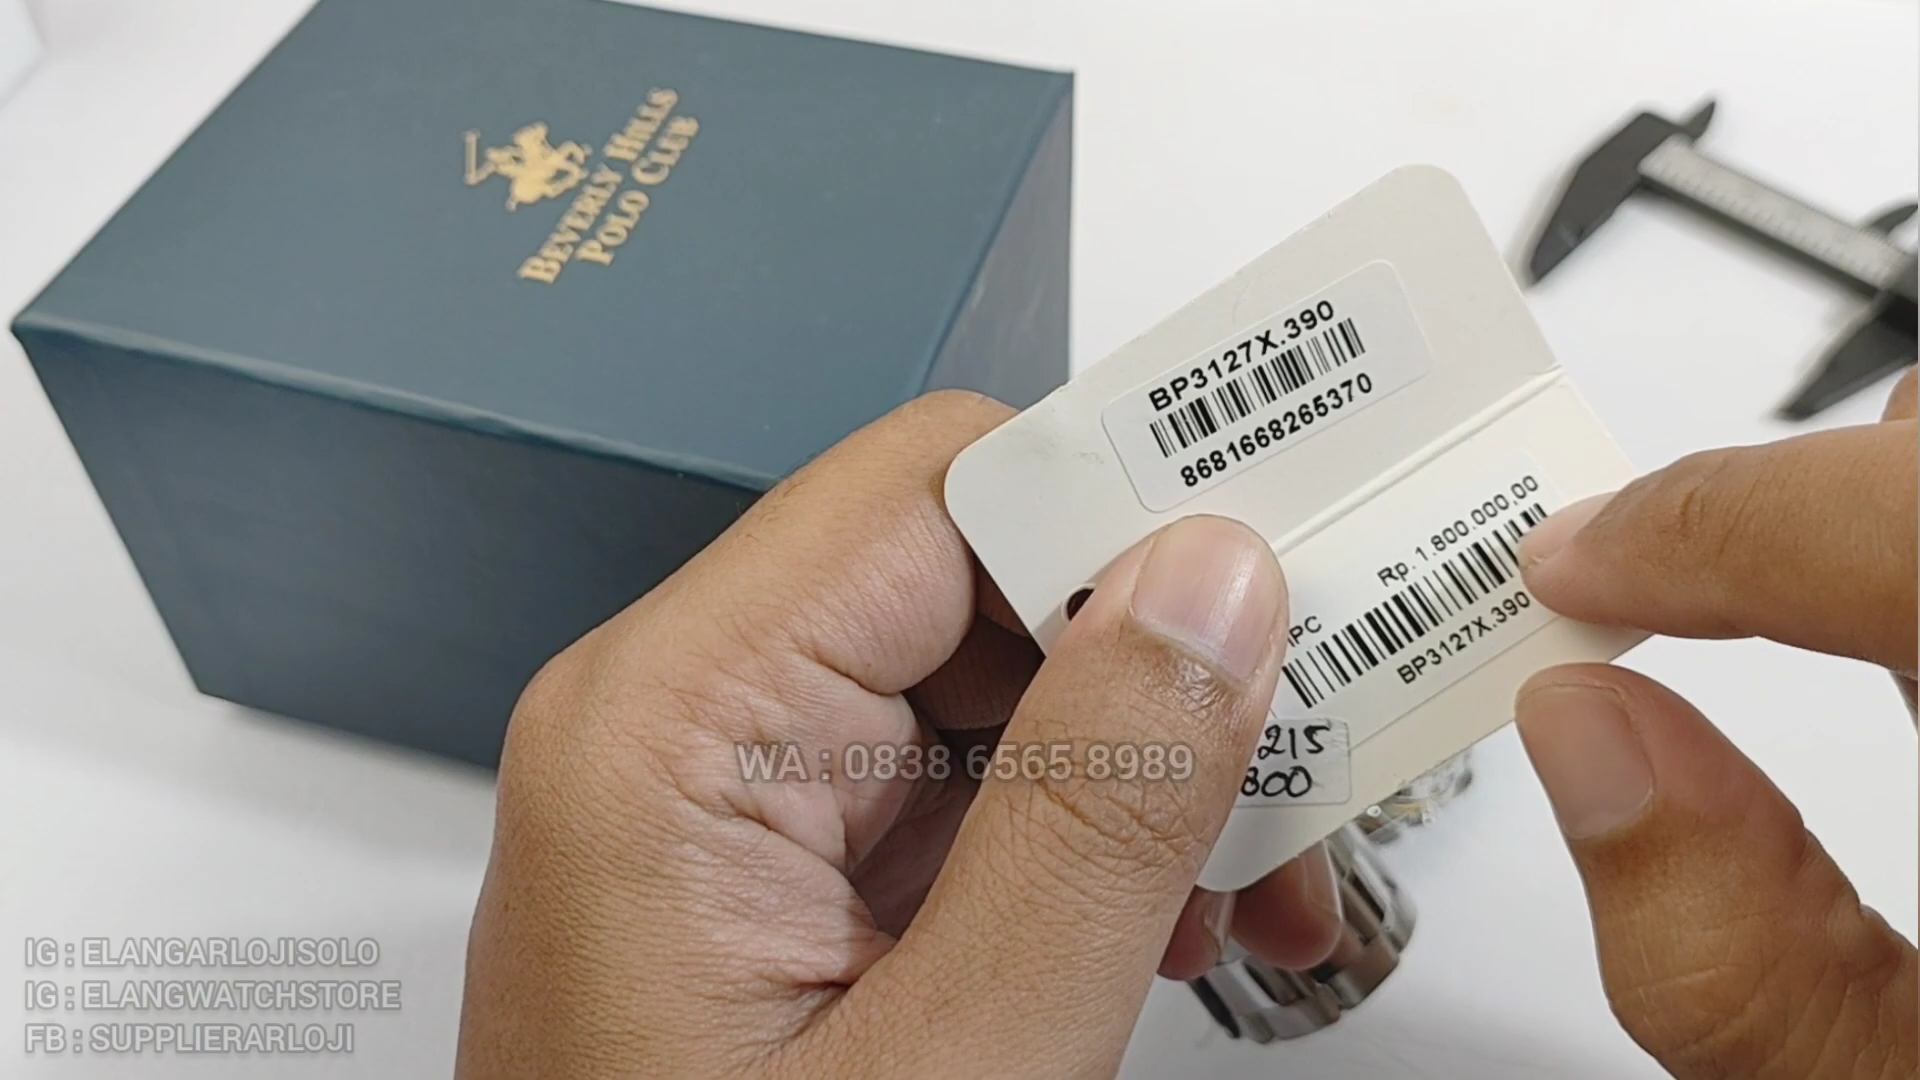 BEVERLY HILLS
POLO CLUB
BP3127X.390
8681668265370
Rp. 1.800.000,00
BP3127X.390
215
800
WA : 0838 6565 8989
IG : ELANGARLOJISOLO
IG : ELANGWATCHSTORE
FB : SUPPLIERARLOJI